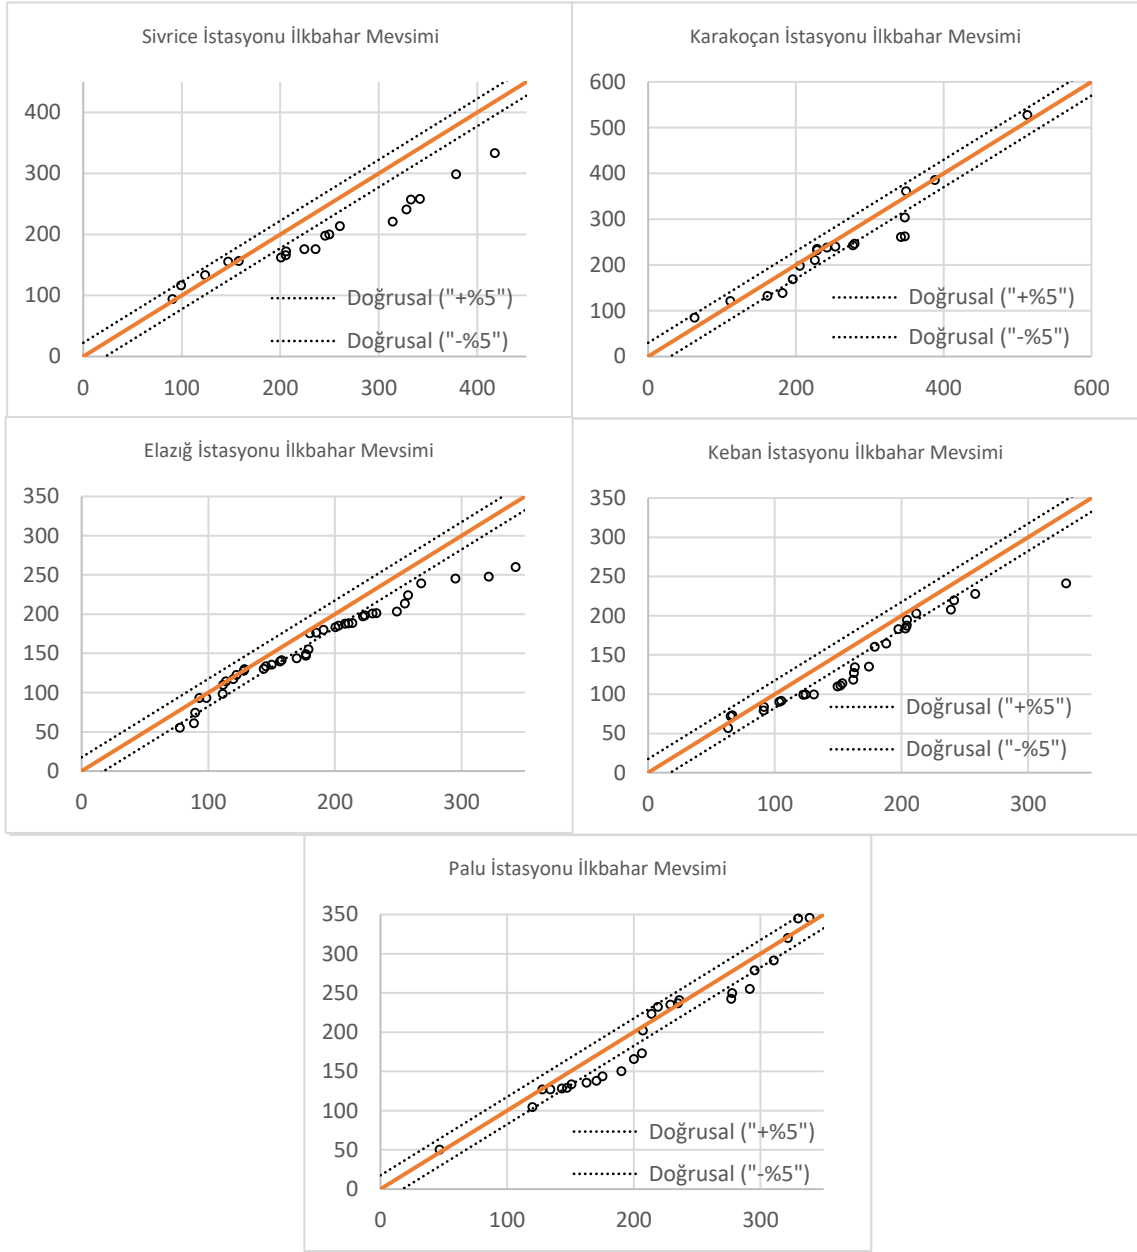 Sivrice İstasyonu İlkbahar Mevsimi
400
300
200
100
0
0 100 200 300 400
Doğrusal ("+%5")
Doğrusal ("-%5")
Karakoçan İstasyonu İlkbahar Mevsimi
600
500
400
300
200
100
0
0 200 400 600
Doğrusal ("+%5")
Doğrusal ("-%5")
Elazığ İstasyonu İlkbahar Mevsimi
350
300
250
200
150
100
50
0
0 100 200 300
Keban İstasyonu İlkbahar Mevsimi
350
300
250
200
150
100
50
0
0 100 200 300
Doğrusal ("+%5")
Doğrusal ("-%5")
Palu İstasyonu İlkbahar Mevsimi
350
300
250
200
150
100
50
0
0 100 200 300
Doğrusal ("+%5")
Doğrusal ("-%5")